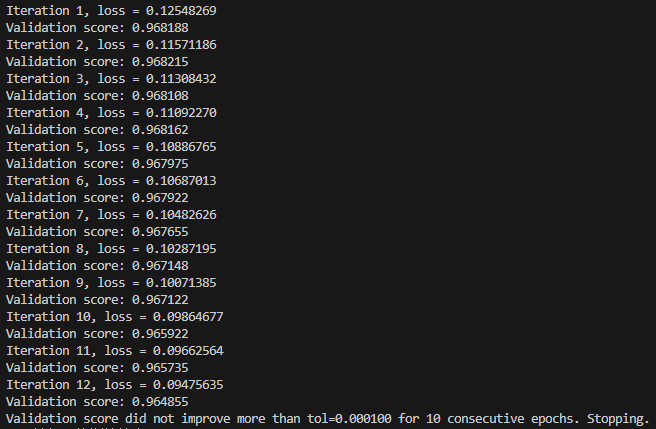 Iteration 1, loss = 0.12548269
Validation score: 0.968188
Iteration 2, loss = 0.11571186
Validation score: 0.968215
Iteration 3, loss = 0.11308432
Validation score: 0.968108
Iteration 4, loss = 0.11092270
Validation score: 0.968162
Iteration 5, loss = 0.10886765
Validation score: 0.967975
Iteration 6, loss = 0.10687013
Validation score: 0.967922
Iteration 7, loss = 0.10482626
Validation score: 0.967655
Iteration 8, loss = 0.10287195
Validation score: 0.967148
Iteration 9, loss = 0.10071385
Validation score: 0.967122
Iteration 10, loss = 0.09864677
Validation score: 0.965922
Iteration 11, loss = 0.09662564
Validation score: 0.965735
Iteration 12, loss = 0.09475635
Validation score: 0.964855
Validation score did not improve more than tol=0.000100 for 10 consecutive epochs. Stopping.